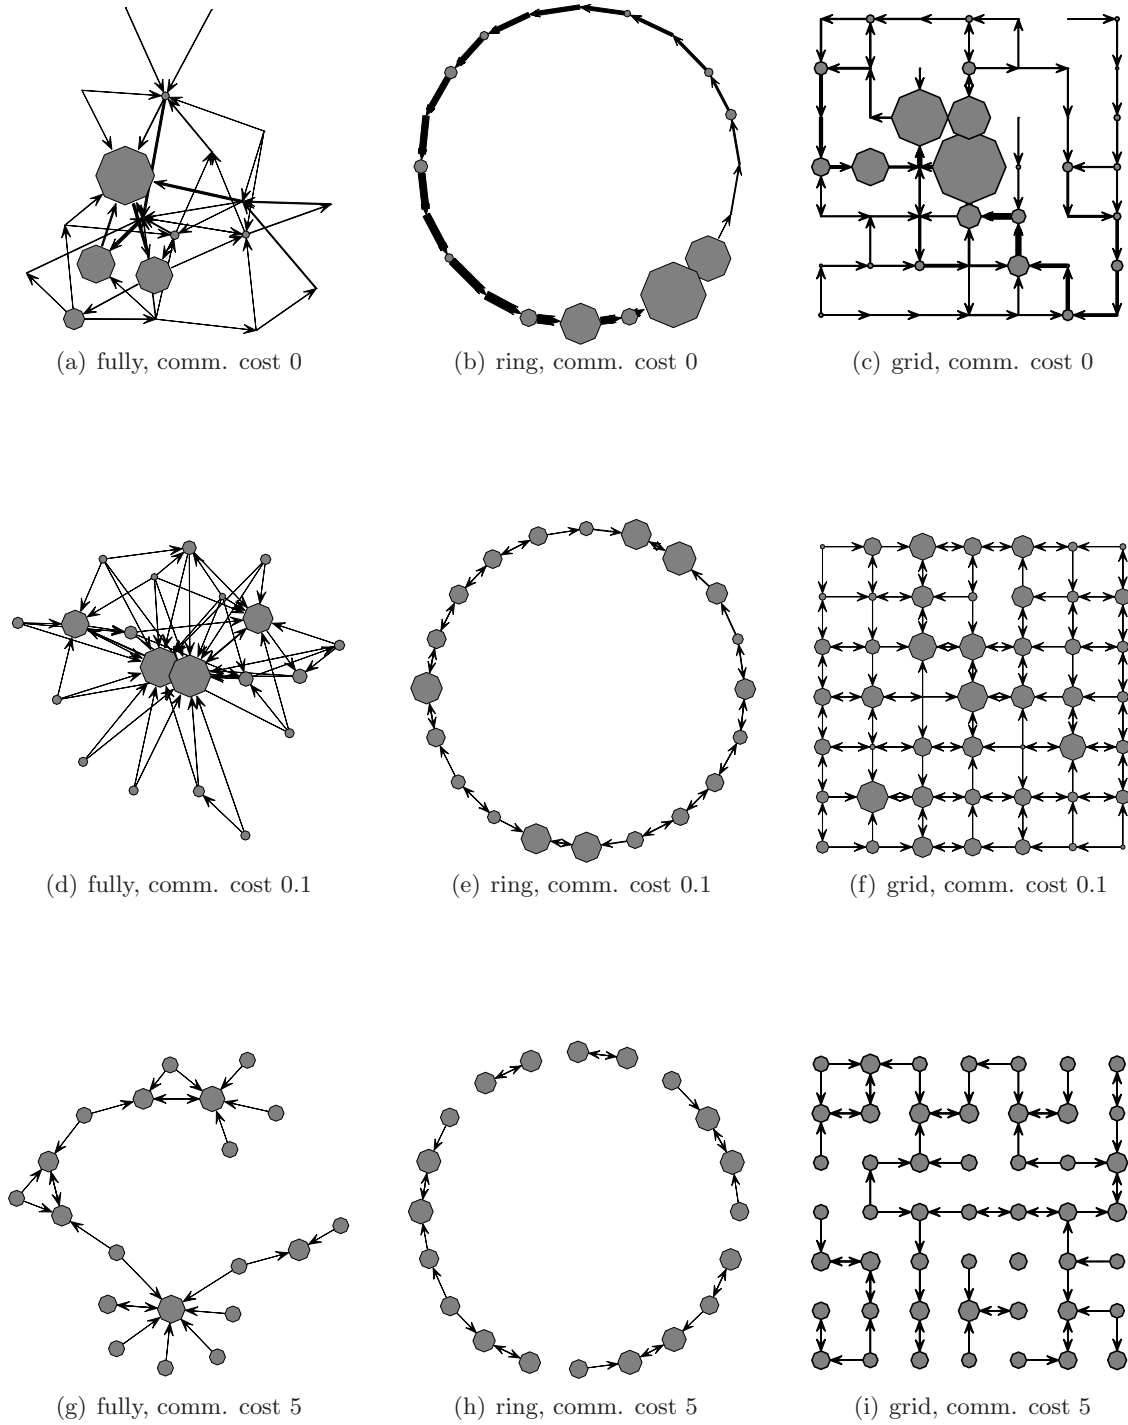 (a) fully, comm. cost 0
(b) ring, comm. cost 0
(c) grid, comm. cost 0
(d) fully, comm. cost 0.1
(e) ring, comm. cost 0.1
(f) grid, comm. cost 0.1
(g) fully, comm. cost 5
(h) ring, comm. cost 5
(i) grid, comm. cost 5